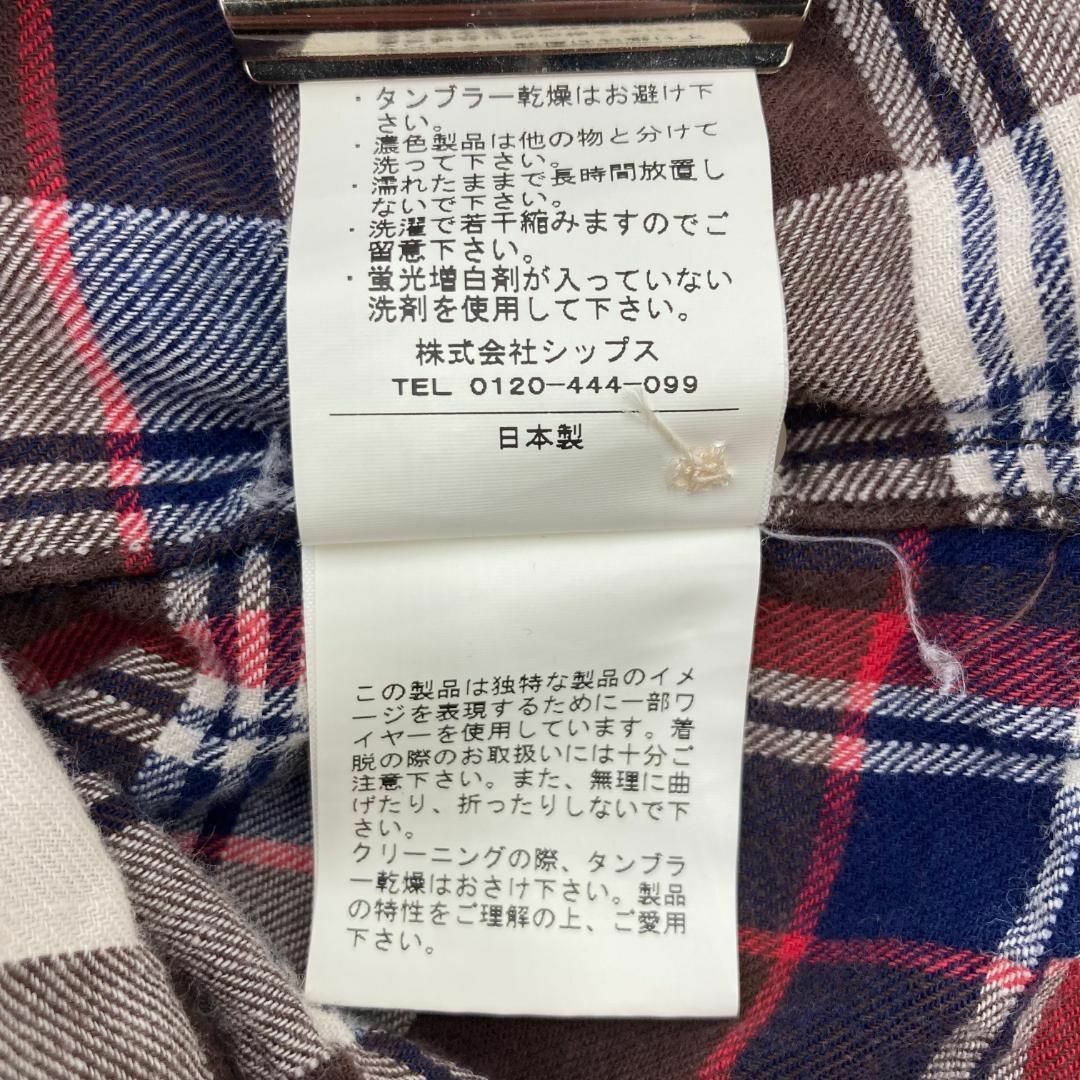 ・タンブラー乾燥はお避け下
さい。
・濃色製品は他の物と分けて
洗って下さい。
・濡れたままで長時間放置し
ないで下さい。
・洗濯で若干縮みますのでご
留意下さい。
・蛍光増白剤が入っていない
洗剤を使用して下さい。
株式会社シップス
TEL 0120-444-099
日本製
この製品は独特な製品のイメ
ージを表現するために一部ワ
イヤーを使用しています。着
脱の際のお取扱いには十分ご
注意下さい。また、無理に曲
げたり、折ったりしないで下
さい。
クリーニングの際、タンブラ
ー乾燥はおさけ下さい。製品
の特性をご理解の上、ご愛用
下さい。